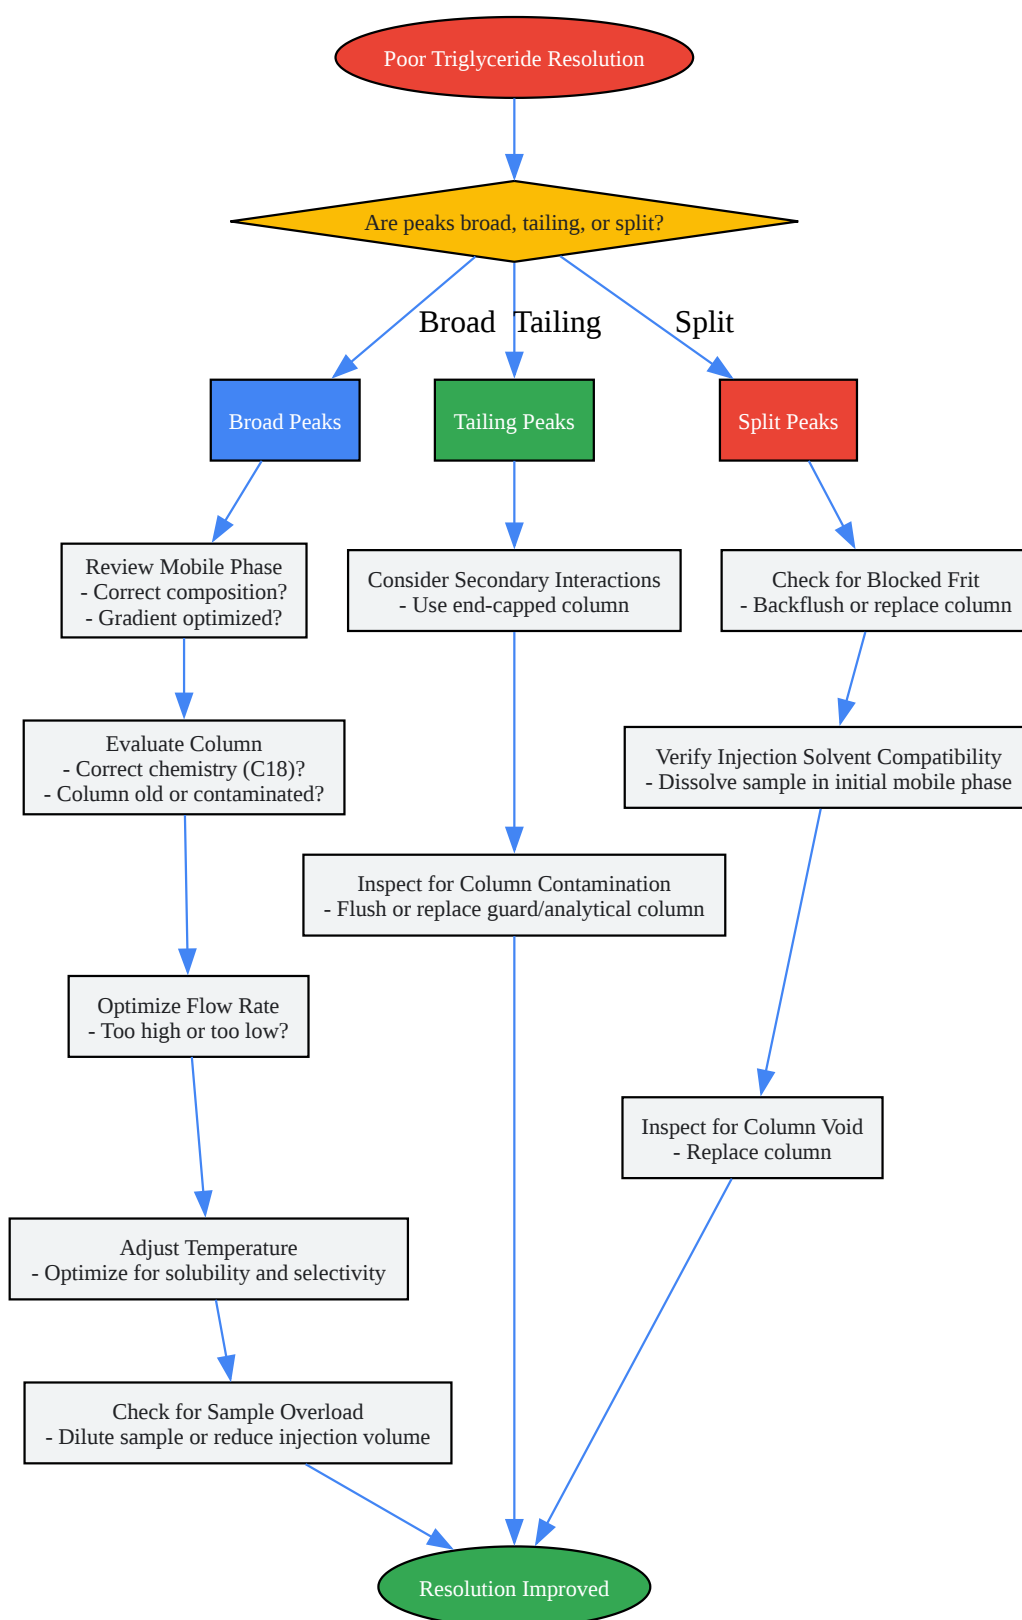 Poor Triglyceride Resolution
Are peaks broad, tailing, or split?
Broad
Tailing
Split
Broad Peaks
Tailing Peaks
Split Peaks
Review Mobile Phase
- Correct composition?
- Gradient optimized?
Consider Secondary Interactions
- Use end-capped column
Check for Blocked Frit
- Backflush or replace column
Evaluate Column
- Correct chemistry (C18)?
- Column old or contaminated?
Verify Injection Solvent Compatibility
- Dissolve sample in initial mobile phase
Inspect for Column Contamination
- Flush or replace guard/analytical column
Optimize Flow Rate
- Too high or too low?
Inspect for Column Void
- Replace column
Adjust Temperature
- Optimize for solubility and selectivity
Check for Sample Overload
- Dilute sample or reduce injection volume
Resolution Improved